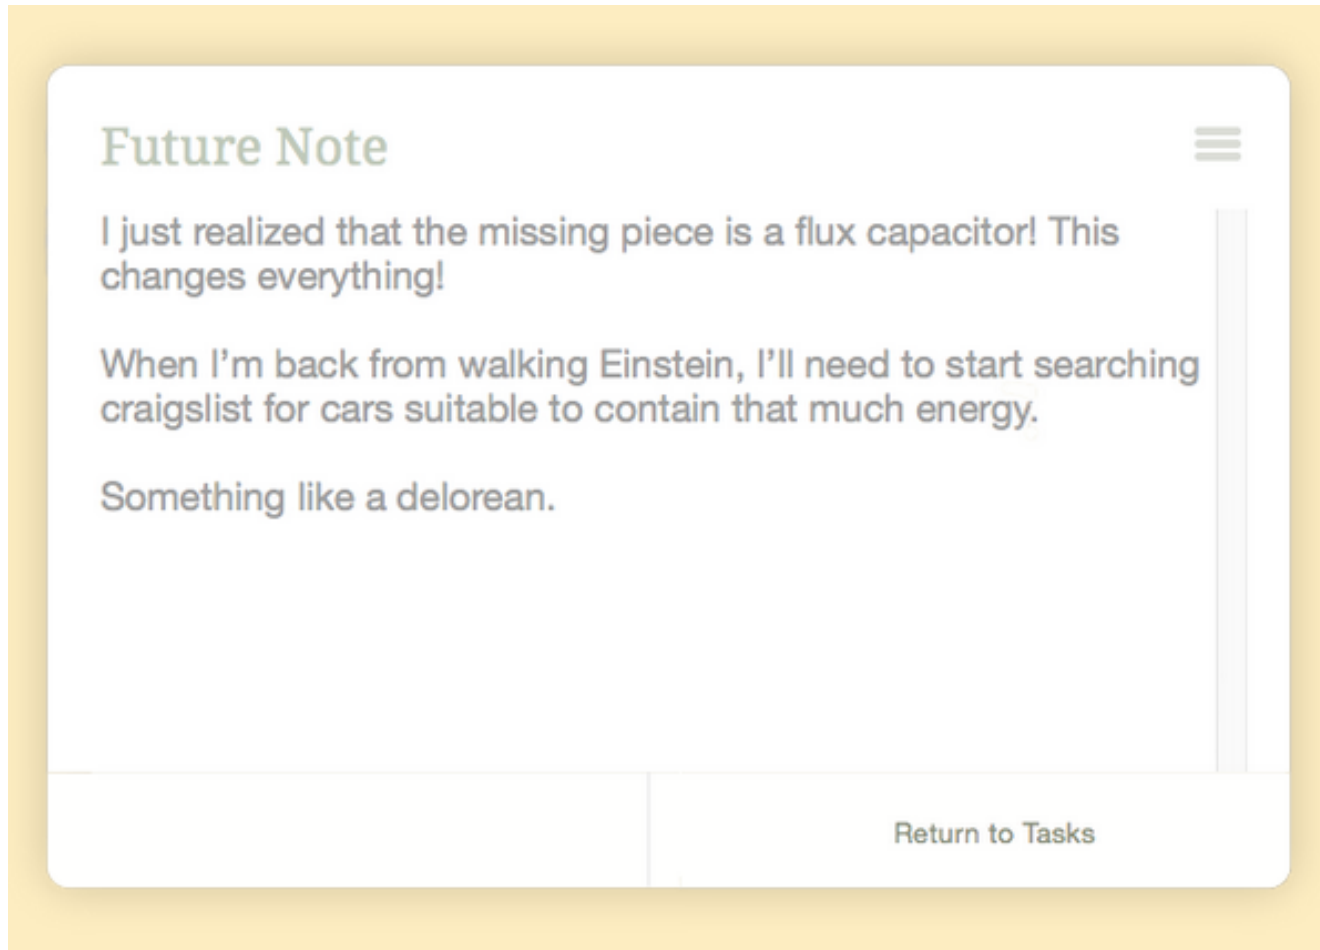 Future Note
I just realized that the missing piece is a flux capacitor! This
changes everything!
When I’m back from walking Einstein, I’ll need to start searching
craigslist for cars suitable to contain that much energy.
Something like a delorean.
Return to Tasks